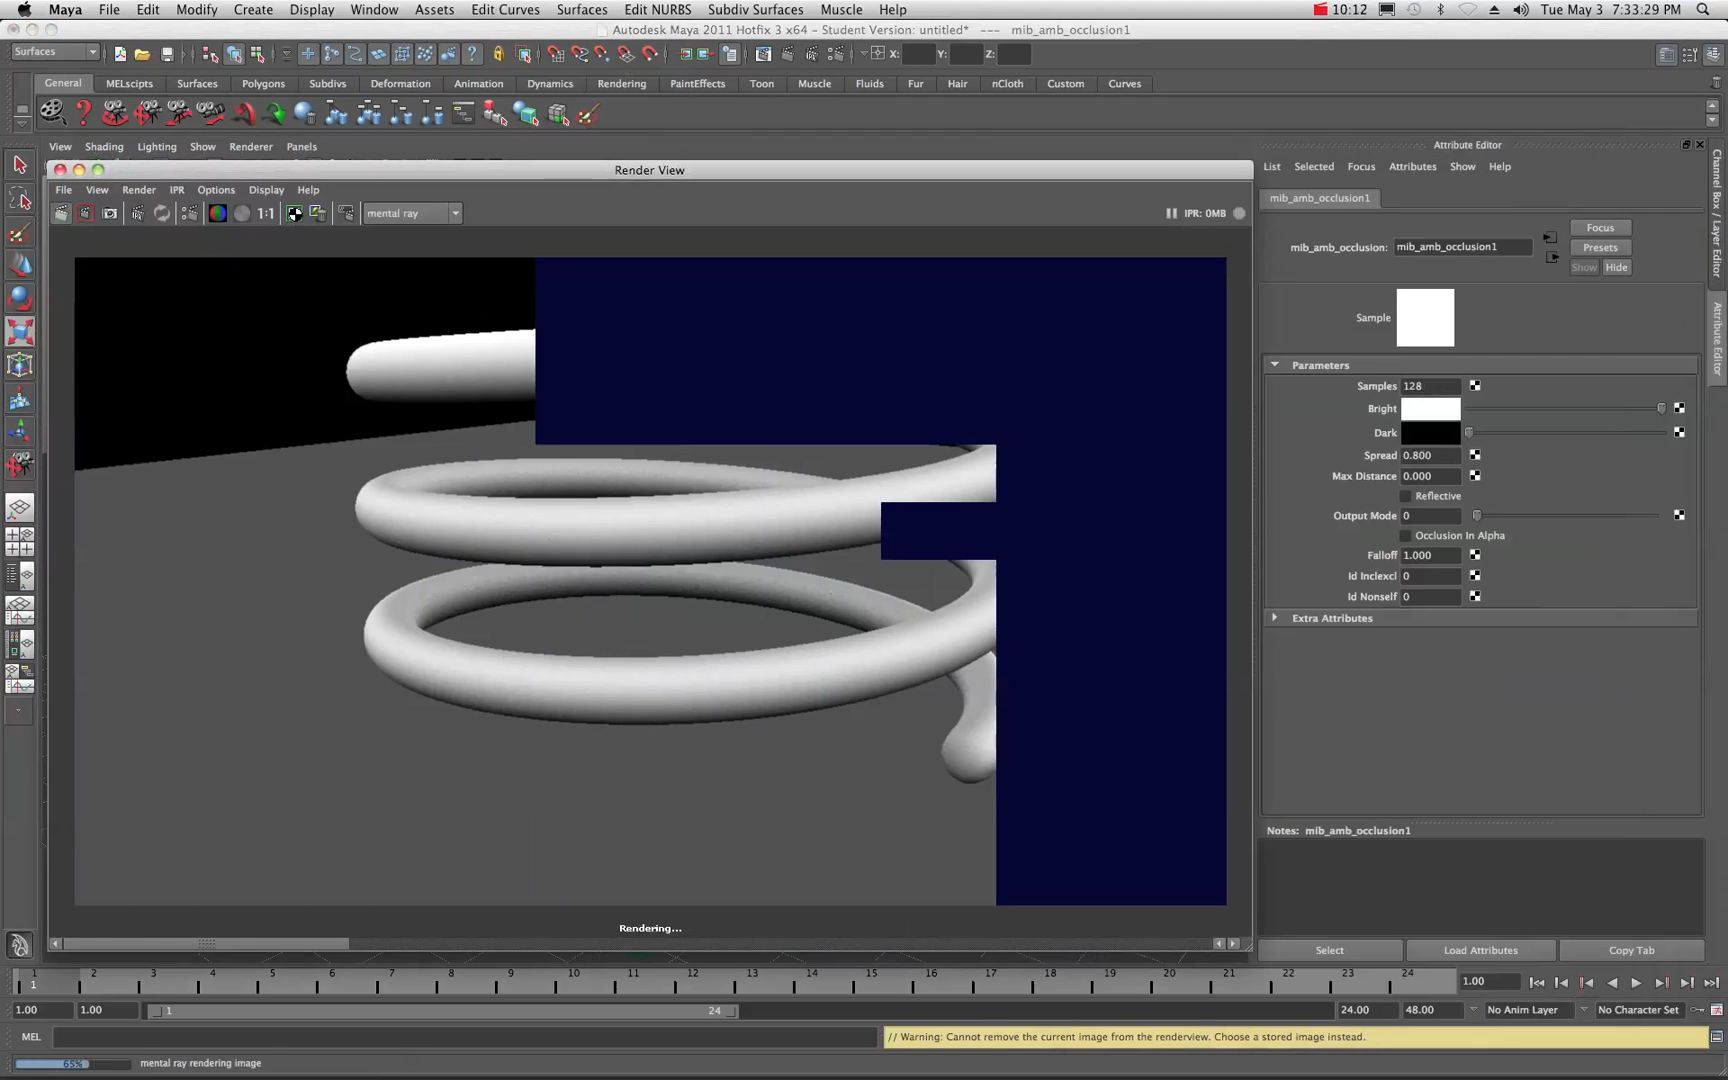 Maya File Edit Modify Create Display Window Assets Edit Curves Surfaces Edit NURBS Subdiv Surfaces Muscle Help 10:12 Tue May 3 7:33:29 PM
Autodesk Maya 2011 Hotfix 3 x64 - Student Version: untitled* --- mib_amb_occlusion1
Surfaces X: Y: Z:
General MELscipts Surfaces Polygons Subdivs Deformation Animation Dynamics Rendering PaintEffects Toon Muscle Fluids Fur Hair nCloth Custom Curves
View Shading Lighting Show Renderer Panels
Render View
File View Render IPR Options Display Help
1:1 mental ray IPR: 0MB
Rendering...
Attribute Editor
List Selected Focus Attributes Show Help
mib_amb_occlusion1
mib_amb_occlusion: mib_amb_occlusion1
Focus
Presets
Show Hide
Sample
Parameters
Samples 128
Bright
Dark
Spread 0.800
Max Distance 0.000
Reflective
Output Mode 0
Occlusion In Alpha
Falloff 1.000
Id Inclexcl 0
Id Nonself 0
Extra Attributes
Notes: mib_amb_occlusion1
Select Load Attributes Copy Tab
Channel Box / Layer Editor
Attribute Editor
1 2 3 4 5 6 7 8 9 10 11 12 13 14 15 16 17 18 19 20 21 22 23 24 1.00
1
1.00 1.00 1 24 24.00 48.00 No Anim Layer No Character Set
MEL // Warning: Cannot remove the current image from the renderview. Choose a stored image instead.
65% mental ray rendering image